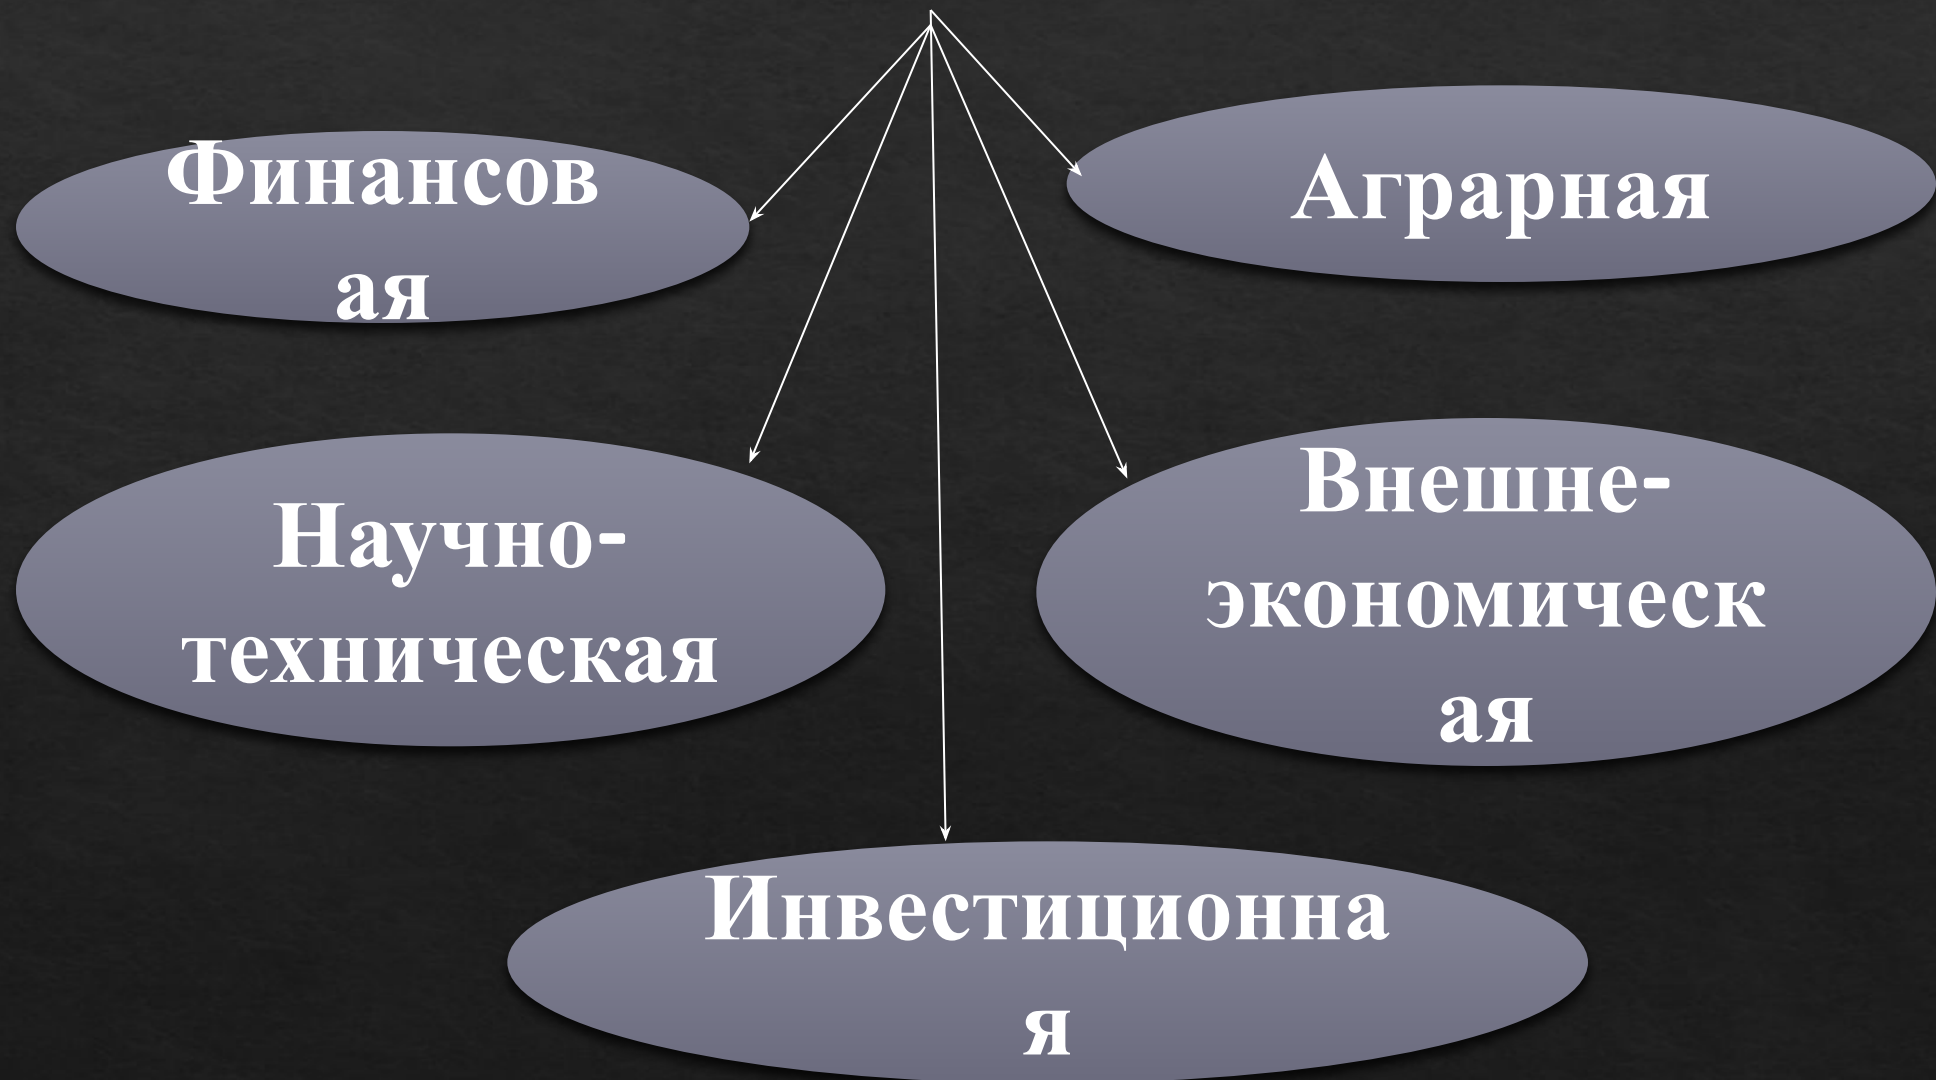 Финансов
ая
Аграрная
Научно-
техническая
Внешне-
экономическ
ая
Инвестиционна
я